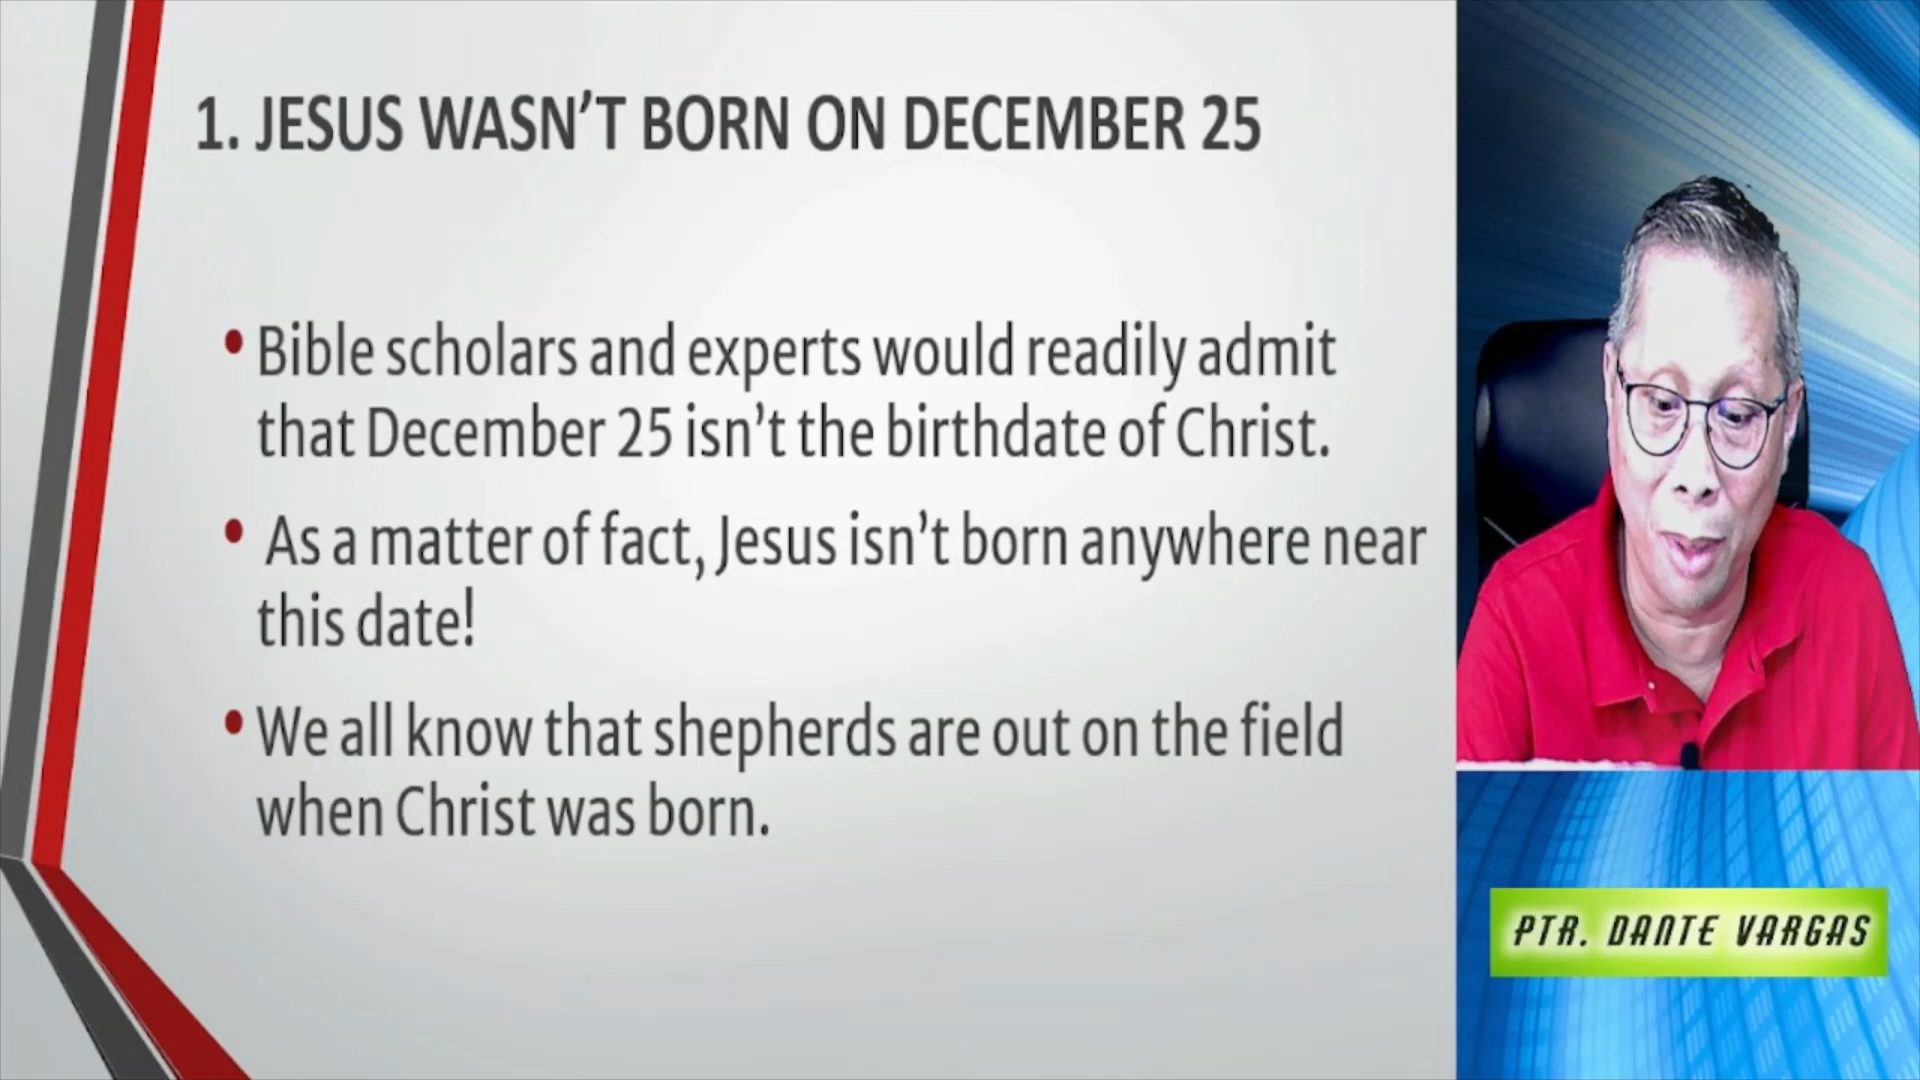 1. JESUS WASN’T BORN ON DECEMBER 25
• Bible scholars and experts would readily admit
that December 25 isn’t the birthdate of Christ.
• As a matter of fact, Jesus isn’t born anywhere near
this date!
• We all know that shepherds are out on the field
when Christ was born.
PTR. DANTE VARGAS